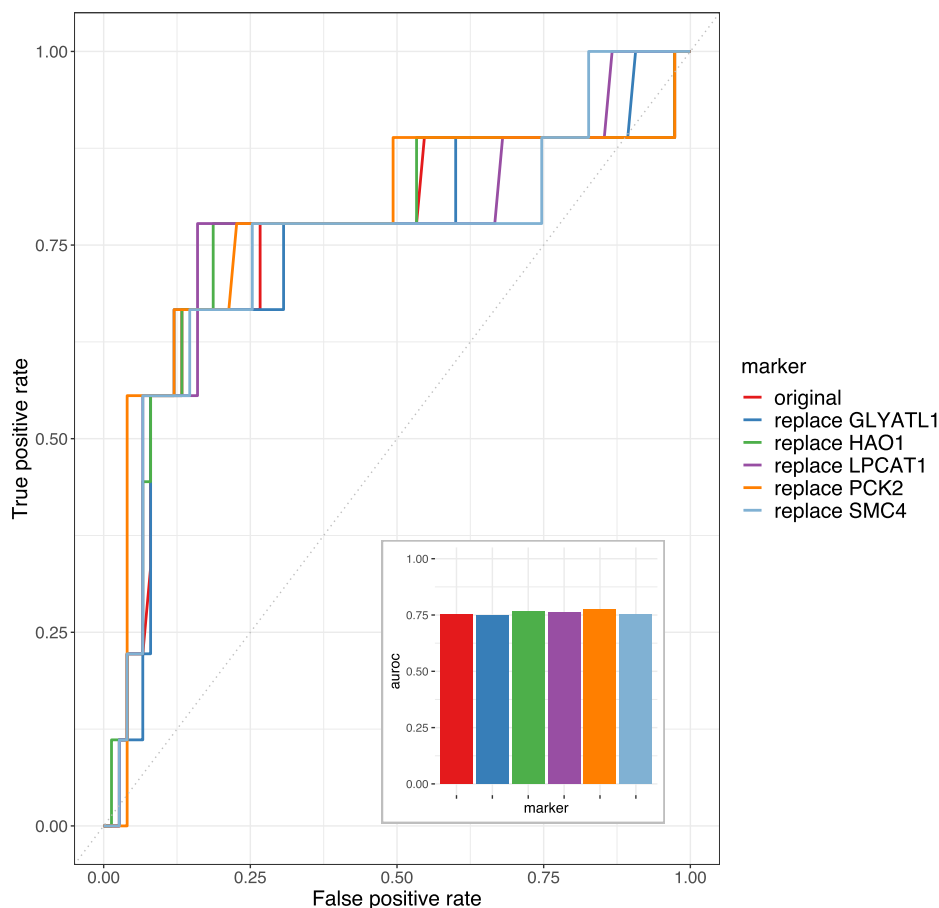 1.00
0.75
0.50
0.25
0.00
True positive rate
0.00 0.25 0.50 0.75 1.00
False positive rate
1.00
0.75
0.50
0.25
0.00
auroc
marker
marker
original
replace GLYATL1
replace HAO1
replace LPCAT1
replace PCK2
replace SMC4